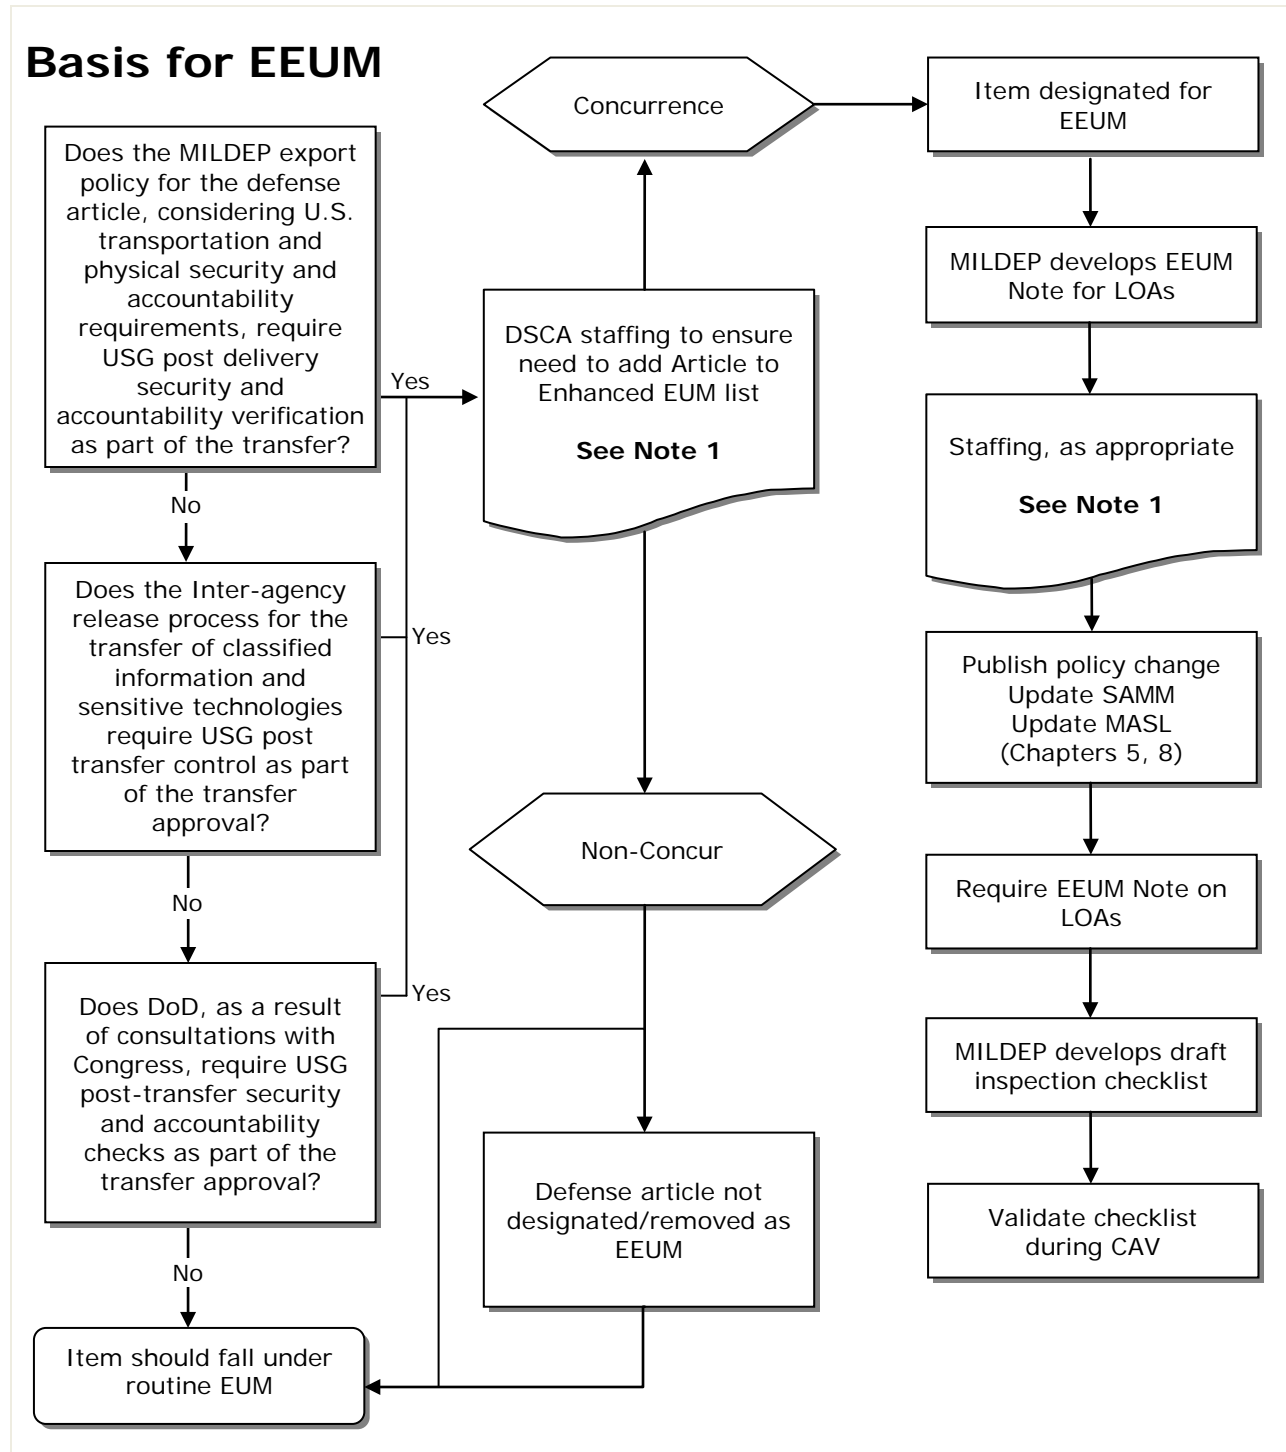 Basis for EEUM
Does the MILDEP export
policy for the defense
article, considering U.S.
transportation and
physical security and
accountability
requirements, require
USG post delivery
security and
accountability verification
as part of the transfer?
Yes
No
Does the Inter-agency
release process for the
transfer of classified
information and
sensitive technologies
require USG post
transfer control as part
of the transfer
approval?
Yes
No
Does DoD, as a result
of consultations with
Congress, require USG
post-transfer security
and accountability
checks as part of the
transfer approval?
Yes
No
Item should fall under
routine EUM
Concurrence
DSCA staffing to ensure
need to add Article to
Enhanced EUM list
See Note 1
Non-Concur
Defense article not
designated/removed as
EEUM
Item designated for
EEUM
MILDEP develops EEUM
Note for LOAs
Staffing, as appropriate
See Note 1
Publish policy change
Update SAMM
Update MASL
(Chapters 5, 8)
Require EEUM Note on
LOAs
MILDEP develops draft
inspection checklist
Validate checklist
during CAV